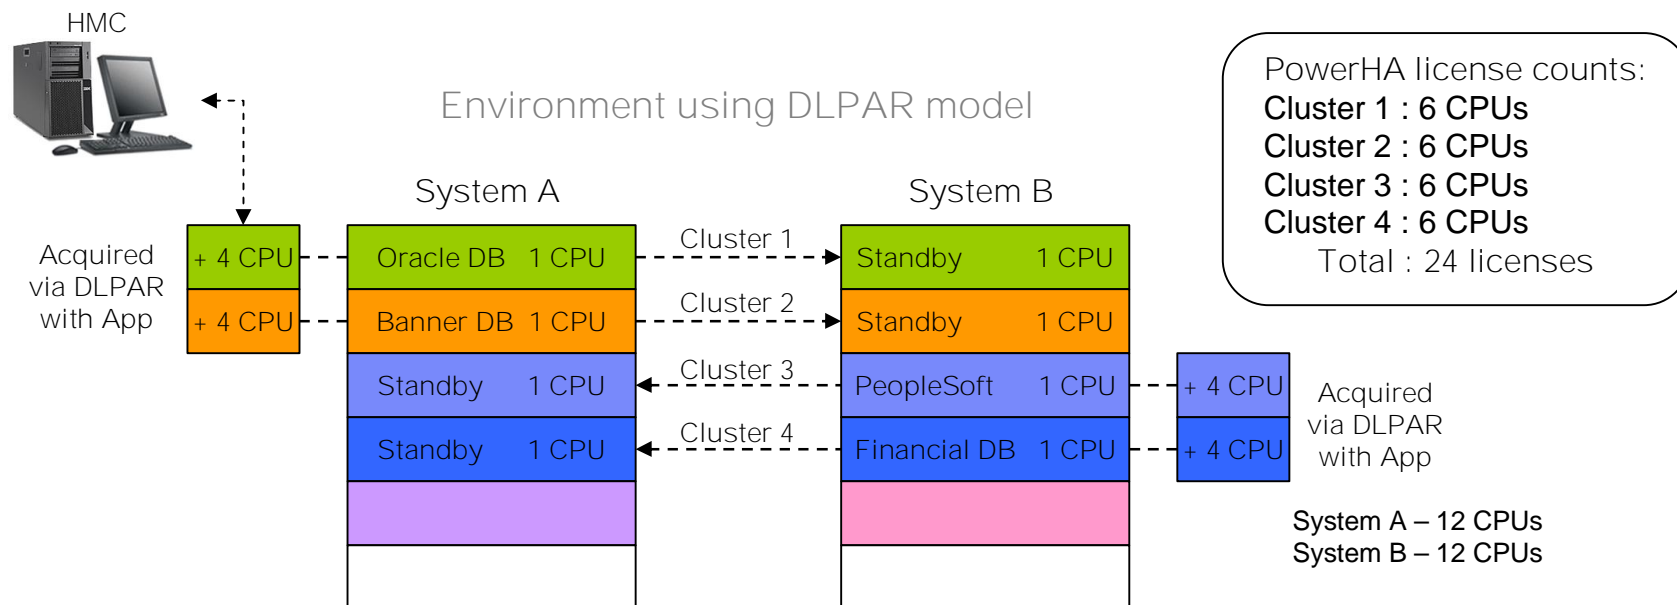 HMC
Environment using DLPAR model
PowerHA license counts:
Cluster 1 : 6 CPUs
Cluster 2 : 6 CPUs
Cluster 3 : 6 CPUs
Cluster 4 : 6 CPUs
Total : 24 licenses
System A
System B
Acquired
via DLPAR
with App
+ 4 CPU
Oracle DB 1 CPU
Cluster 1
Standby 1 CPU
+ 4 CPU
Banner DB 1 CPU
Cluster 2
Standby 1 CPU
Standby 1 CPU
Cluster 3
PeopleSoft 1 CPU
+ 4 CPU
Standby 1 CPU
Cluster 4
Financial DB 1 CPU
+ 4 CPU
Acquired
via DLPAR
with App
System A – 12 CPUs
System B – 12 CPUs